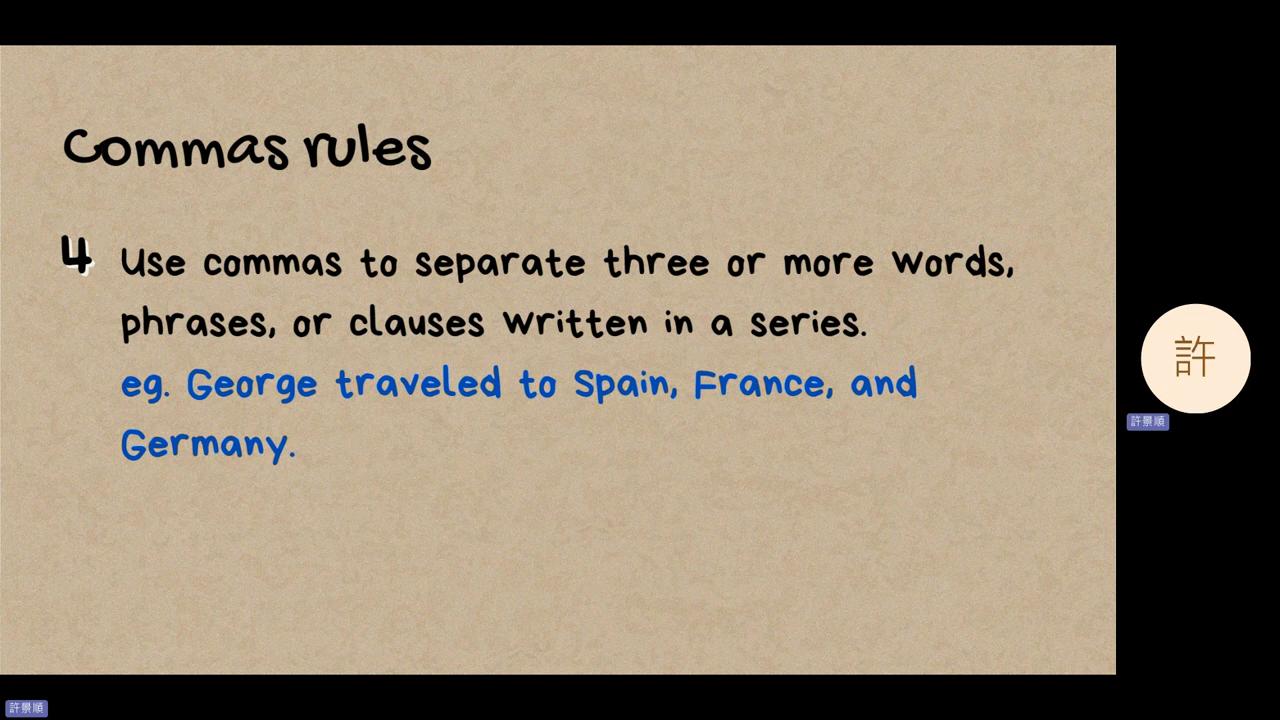 Commas rules
4 Use commas to separate three or more words,
phrases, or clauses written in a series.
eg. George traveled to Spain, France, and
Germany.
許
許景順
許景順